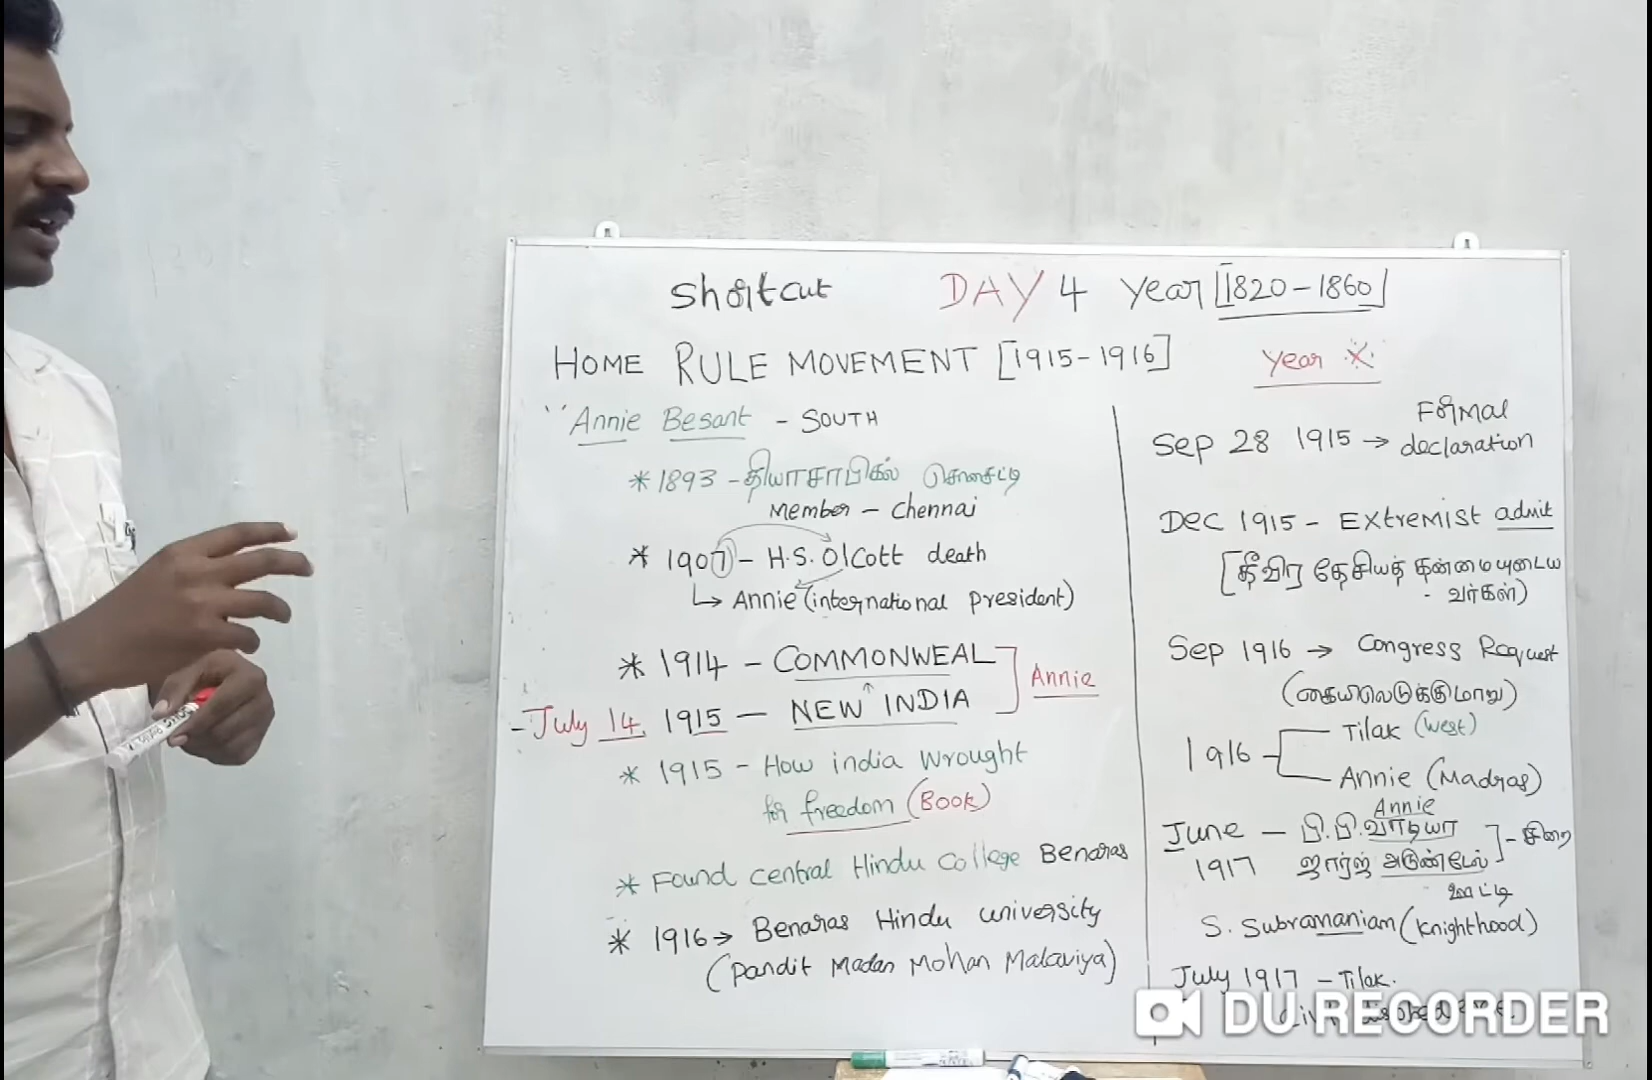 Shortcut DAY 4 Year [1820-1860]
HOME RULE MOVEMENT [1915-1916] Year X
"Annie Besant - SOUTH
* 1893 - தியாசாபிகல் சொசைட்டி
Member - Chennai
* 1907 - H.S. Olcott death
↳ Annie (international president)
* 1914 - COMMONWEAL
Annie
- July 14, 1915 - NEW INDIA
* 1915 - How india wrought
for freedom (Book)
* Found central Hindu College Benaras
* 1916 → Benaras Hindu university
(Pandit Madan Mohan Malaviya)
Sep 28 1915 → Formal
declaration
Dec 1915 - Extremist admit
[தீவிர தேசியத் தன்மையுடைய
வர்கள்)
Sep 1916 → Congress Request
(கையிலெடுக்குமாறு)
1916 Tilak (west)
Annie (Madras)
Annie
June - பி.பி.வாடியா
1917 ஜார்ஜ் அருண்டேல் - சிறை
ஊட்டி
S. Subramaniam (Knighthood)
July 1917 - Tilak.
DU RECORDER